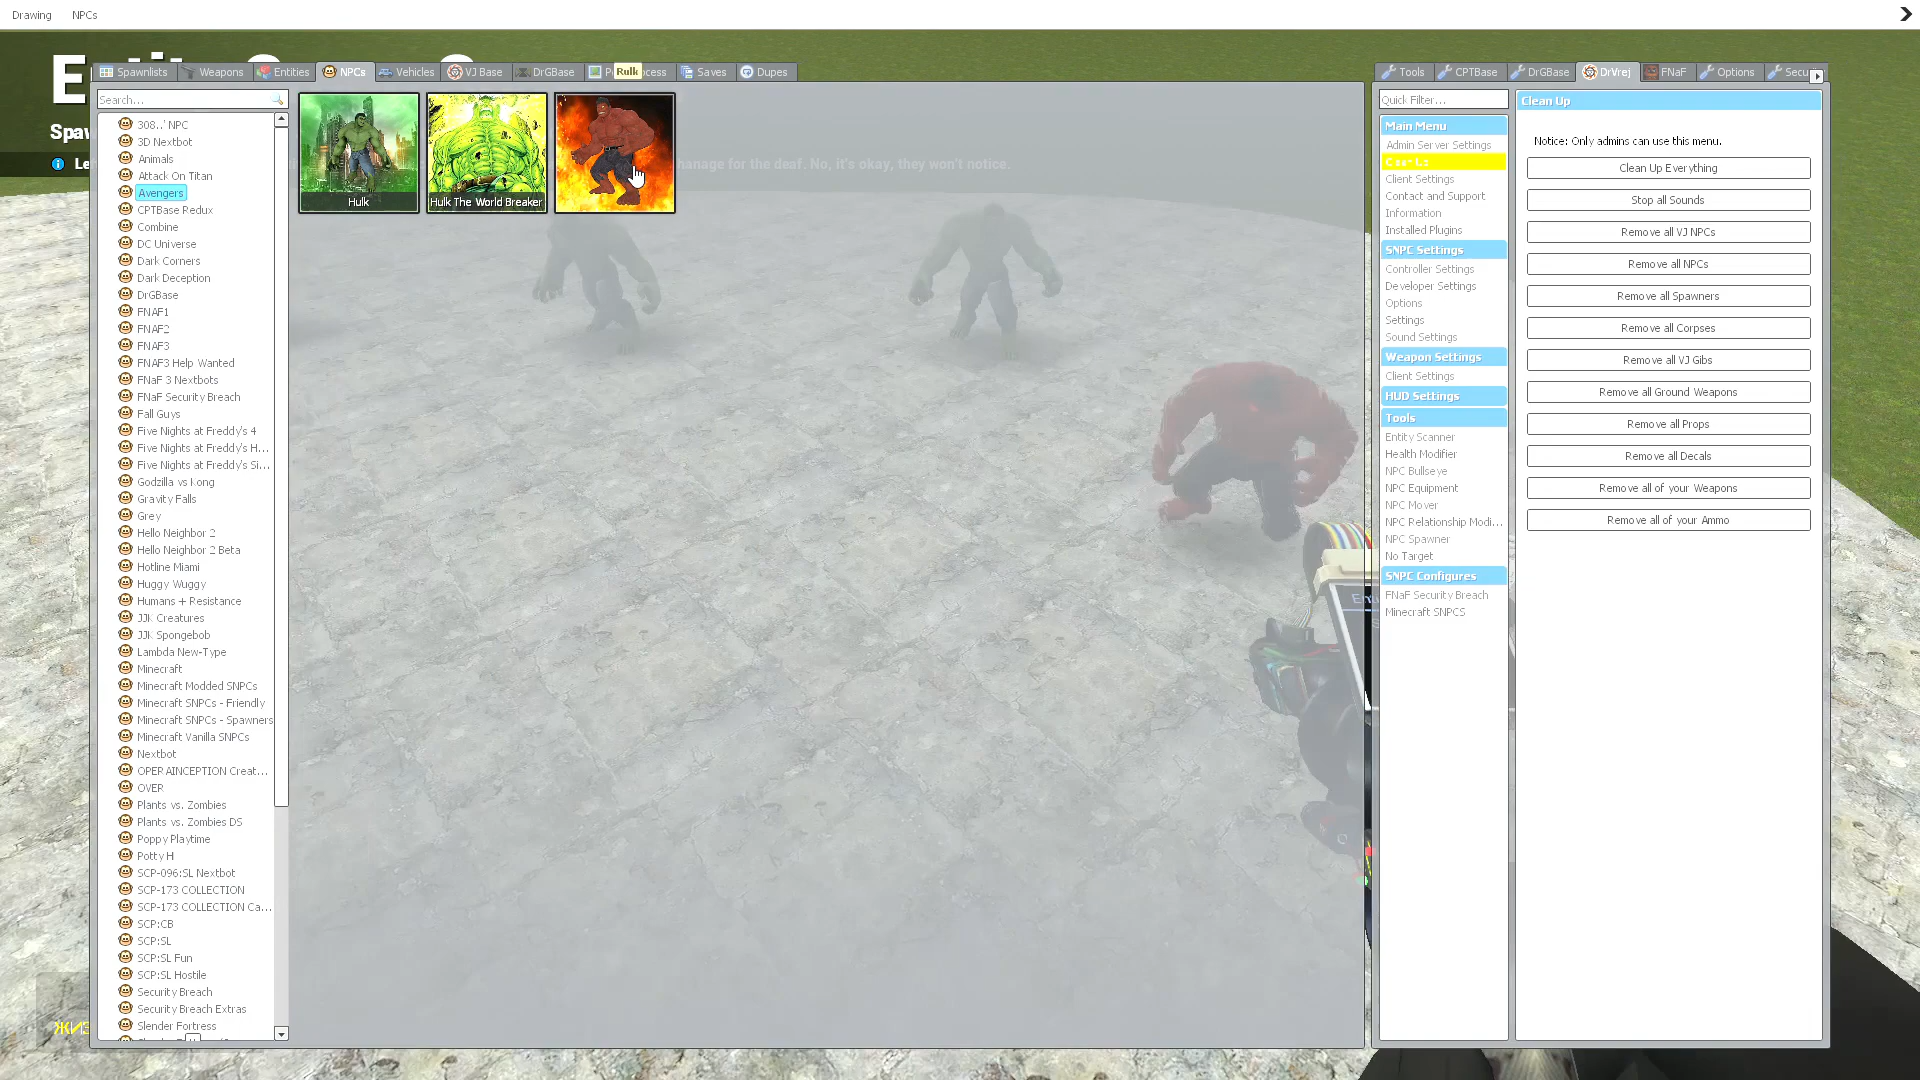 Drawing NPCs
Spawnlists Weapons Entities NPCs Vehicles VJ Base DrGBase Rulk Saves Dupes
Search...
308..' NPC
3D Nextbot
Animals
Attack On Titan
Avengers
CPTBase Redux
Combine
DC Universe
Dark Corners
Dark Deception
DrGBase
FNAF1
FNAF2
FNAF3
FNAF3 Help Wanted
FNaF 3 Nextbots
FNaF Security Breach
Fall Guys
Five Nights at Freddy's 4
Five Nights at Freddy's H...
Five Nights at Freddy's Si...
Godzilla vs Kong
Gravity Falls
Grey
Hello Neighbor 2
Hello Neighbor 2 Beta
Hotline Miami
Huggy Wuggy
Humans + Resistance
JJK Creatures
JJK Spongebob
Lambda New-Type
Minecraft
Minecraft Modded SNPCs
Minecraft SNPCs - Friendly
Minecraft SNPCs - Spawners
Minecraft Vanilla SNPCs
Nextbot
OPERAINCEPTION Creat...
OVER
Plants vs. Zombies
Plants vs. Zombies DS
Poppy Playtime
Potty H
SCP-096:SL Nextbot
SCP-173 COLLECTION
SCP-173 COLLECTION Ca...
SCP:CB
SCP:SL
SCP:SL Fun
SCP:SL Hostile
Security Breach
Security Breach Extras
Slender Fortress
Hulk
Hulk The World Breaker
for the deaf. No, it's okay, they won't notice.
Tools CPTBase DrGBase DrVrej FNaF Options
Quick Filter...
Main Menu
Admin Server Settings
Clean Up
Client Settings
Contact and Support
Information
Installed Plugins
SNPC Settings
Controller Settings
Developer Settings
Options
Settings
Sound Settings
Weapon Settings
Client Settings
HUD Settings
Tools
Entity Scanner
Health Modifier
NPC Bullseye
NPC Equipment
NPC Mover
NPC Relationship Modi...
NPC Spawner
No Target
SNPC Configures
FNaF Security Breach
Minecraft SNPCS
Clean Up
Notice: Only admins can use this menu.
Clean Up Everything
Stop all Sounds
Remove all VJ NPCs
Remove all NPCs
Remove all Spawners
Remove all Corpses
Remove all VJ Gibs
Remove all Ground Weapons
Remove all Props
Remove all Decals
Remove all of your Weapons
Remove all of your Ammo